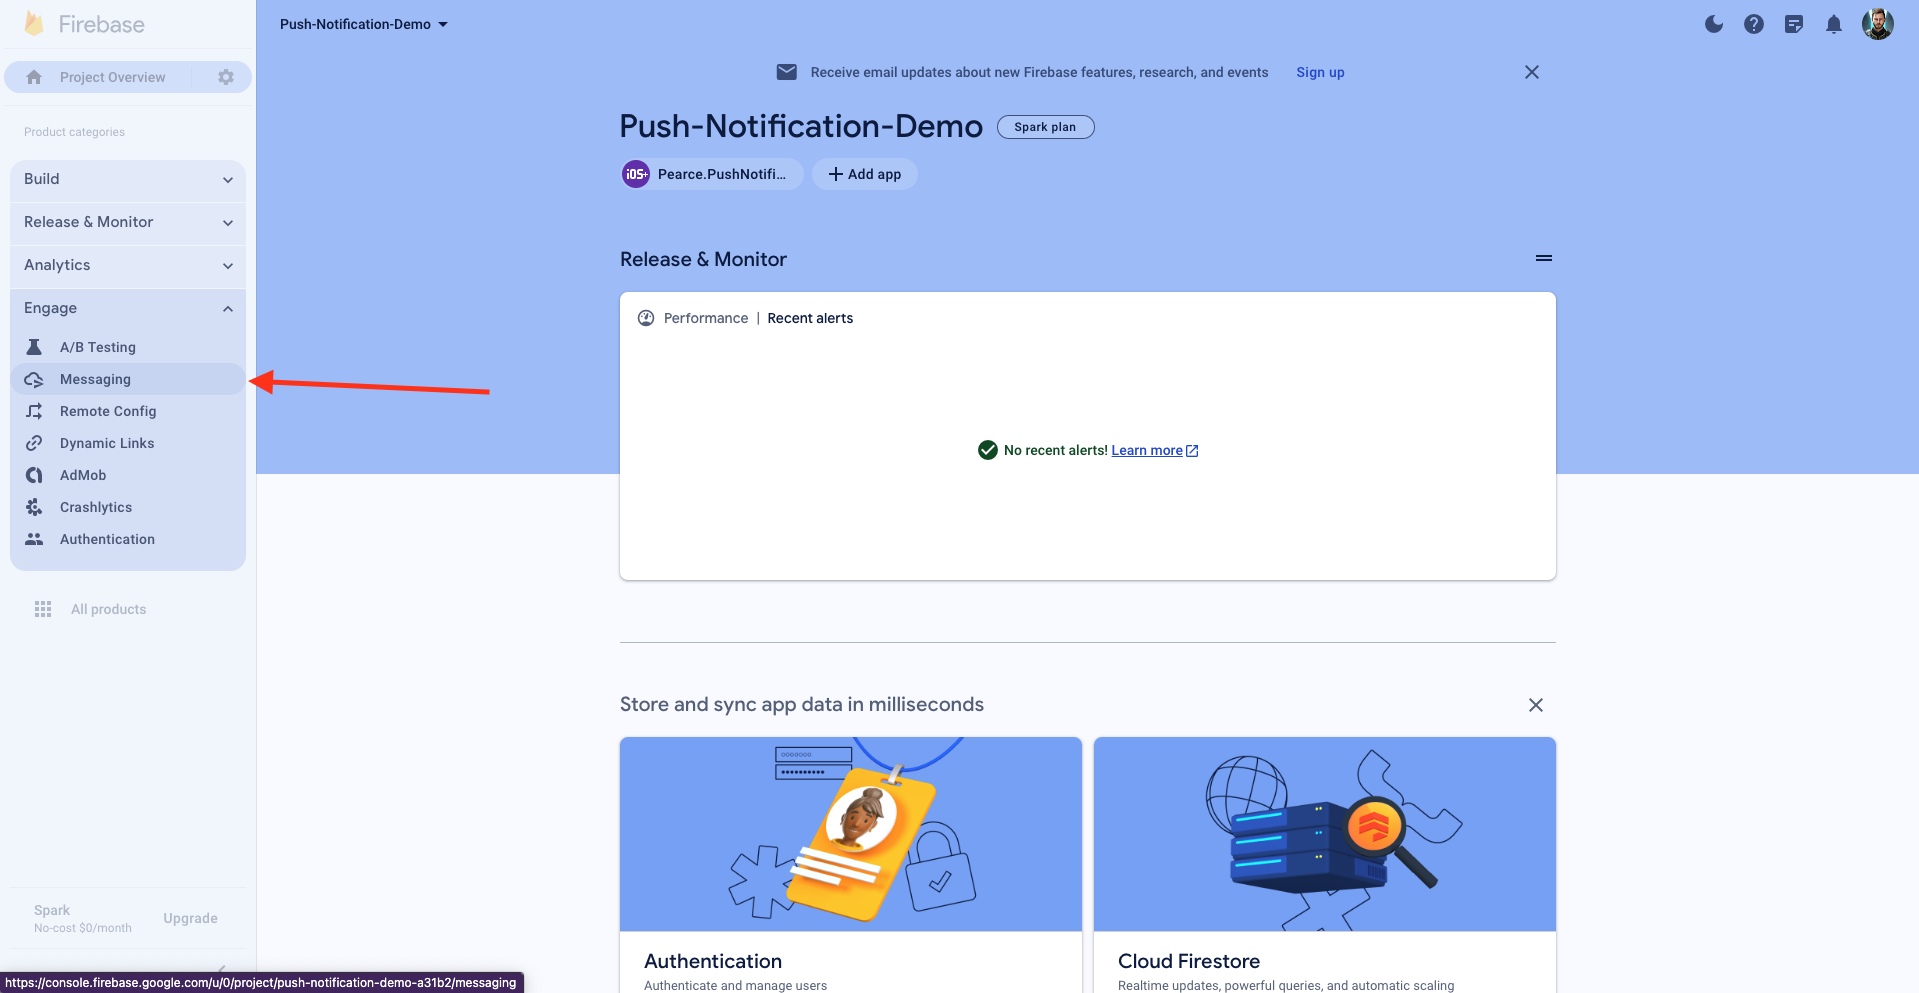 Firebase
Push-Notification-Demo
Project Overview
Receive email updates about new Firebase features, research, and events Sign up
Product categories
Build
Release & Monitor
Analytics
Engage
A/B Testing
Messaging
Remote Config
Dynamic Links
AdMob
Crashlytics
Authentication
All products
Spark
No-cost $0/month
Upgrade
Push-Notification-Demo Spark plan
iOS+ Pearce.PushNotifi... Add app
Release & Monitor
Performance | Recent alerts
No recent alerts! Learn more
Store and sync app data in milliseconds
Authentication
Authenticate and manage users
Cloud Firestore
Realtime updates, powerful queries, and automatic scaling
https://console.firebase.google.com/u/0/project/push-notification-demo-a31b2/messaging